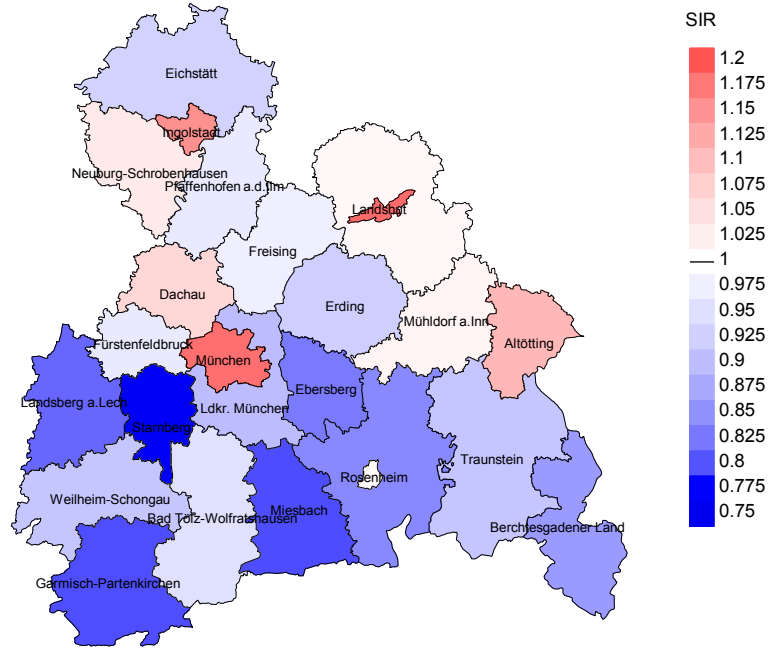 SIR
1.2
1.175
1.15
1.125
1.1
1.075
1.05
1.025
1
0.975
0.95
0.925
0.9
0.875
0.85
0.825
0.8
0.775
0.75
Eichstätt
Ingolstadt
Neuburg-Schrobenhausen
Pfaffenhofen a.d.Ilm
Landshut
Freising
Dachau
Erding
Mühldorf a.Inn
Fürstenfeldbruck
Altötting
München
Ebersberg
Landsberg a.Lech
Ldkr. München
Starnberg
Traunstein
Rosenheim
Weilheim-Schongau
Miesbach
Bad Tölz-Wolfratshausen
Berchtesgadener Land
Garmisch-Partenkirchen